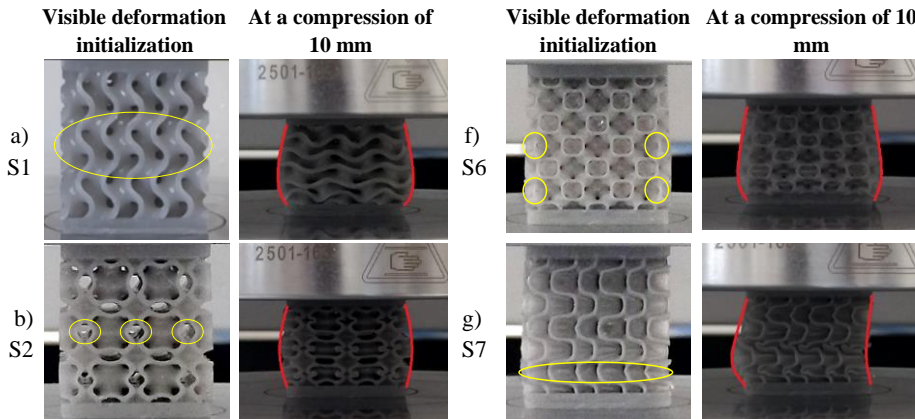 Visible deformation
initialization
At a compression of
10 mm
Visible deformation
initialization
At a compression of 10
mm
a)
S1
2501-1
f)
S6
b)
S2
2501-16
g)
S7